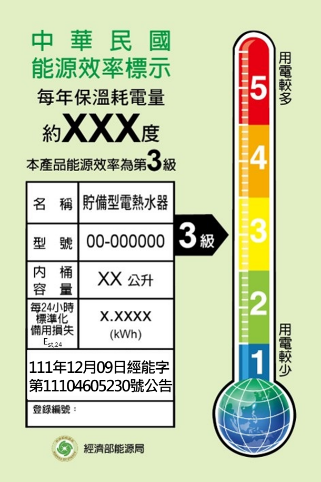 中華民國
能源效率標示
每年保溫耗電量
約XXX度
本產品能源效率為第3級
名稱 貯備型電熱水器
型號 00-000000
內桶容量 XX 公升
每24小時標準化備用損失 Est,24 X.XXXX (kWh)
111年12月09日經能字
第11104605230號公告
登錄編號：
經濟部能源局
3級
用電較多
5
4
3
2
1
用電較少